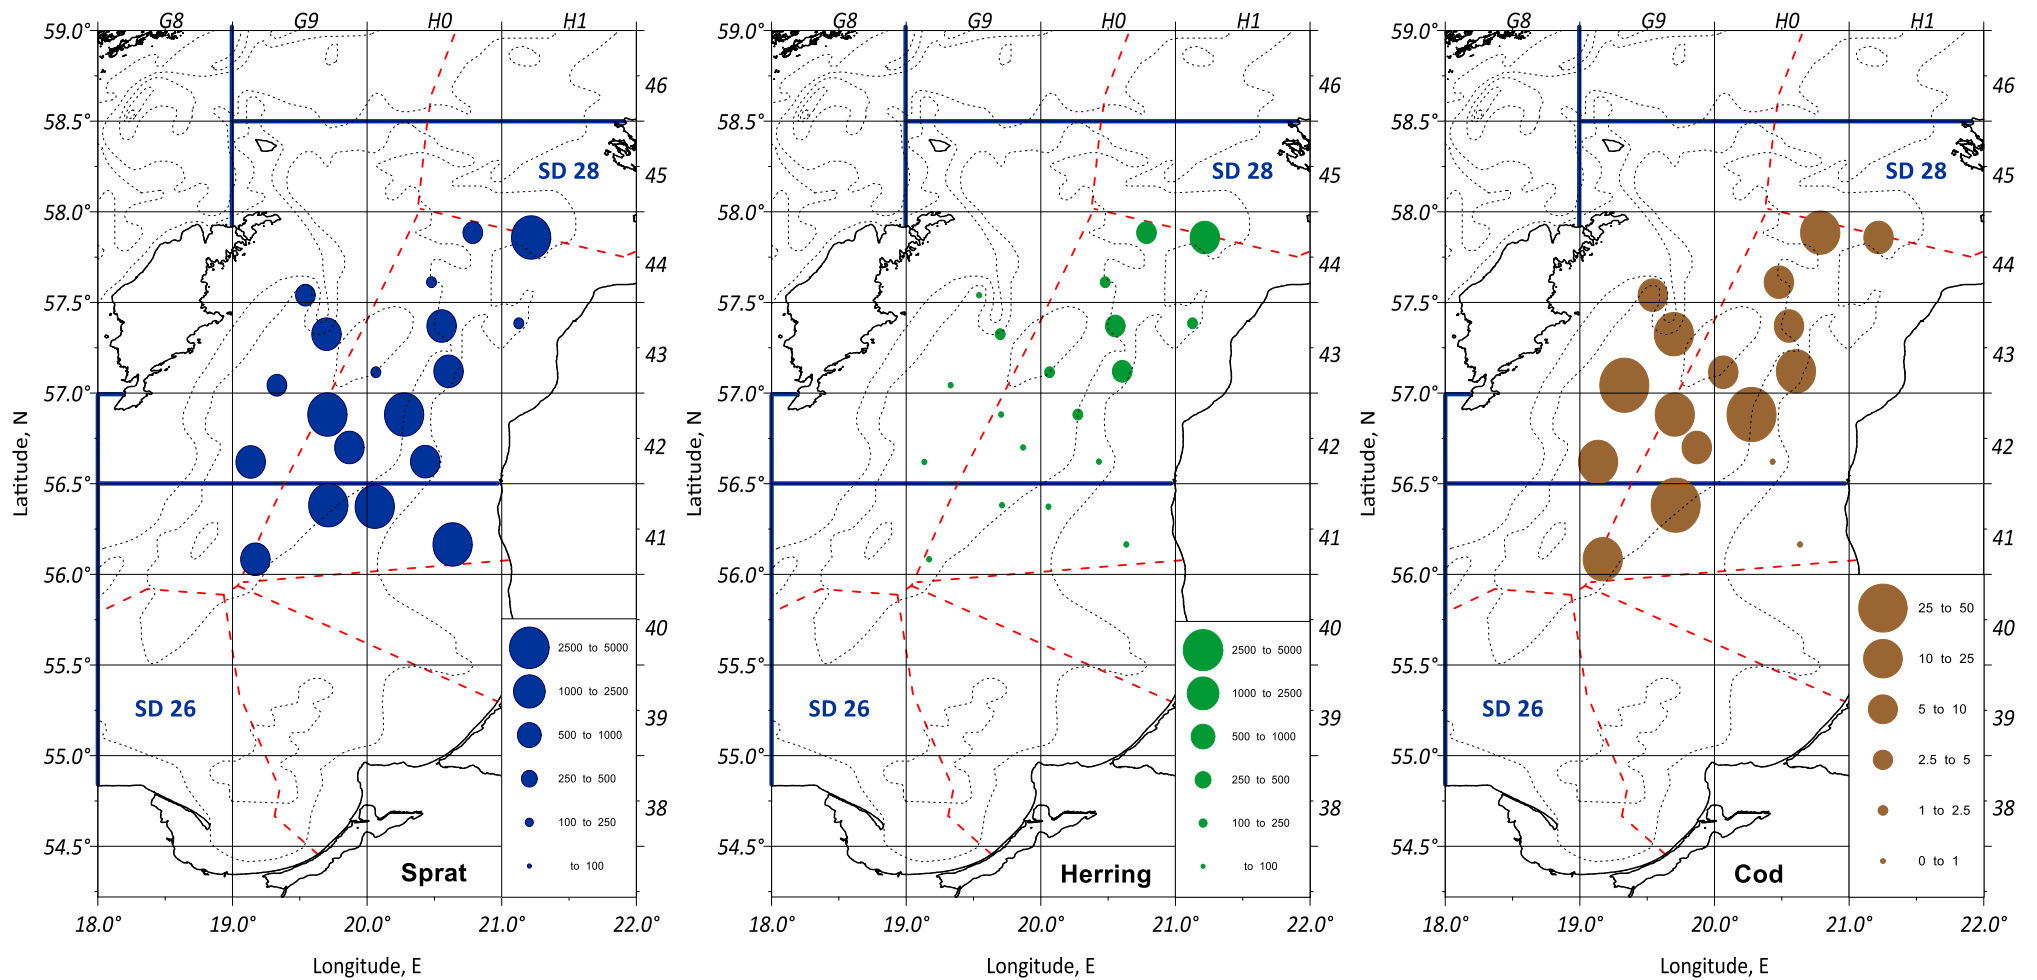 G8 G9 H0 H1
59.0°
46
58.5°
SD 28
45
58.0°
44
57.5°
43
57.0°
42
56.5°
41
56.0°
40
55.5°
39
55.0°
38
54.5°
SD 26
2500 to 5000
1000 to 2500
500 to 1000
250 to 500
100 to 250
to 100
Sprat
18.0° 19.0° 20.0° 21.0° 22.0°
Longitude, E
Latitude, N
G8 G9 H0 H1
59.0°
46
58.5°
SD 28
45
58.0°
44
57.5°
43
57.0°
42
56.5°
41
56.0°
40
55.5°
39
55.0°
38
54.5°
SD 26
2500 to 5000
1000 to 2500
500 to 1000
250 to 500
100 to 250
to 100
Herring
18.0° 19.0° 20.0° 21.0° 22.0°
Longitude, E
Latitude, N
G8 G9 H0 H1
59.0°
46
58.5°
SD 28
45
58.0°
44
57.5°
43
57.0°
42
56.5°
41
56.0°
40
55.5°
39
55.0°
38
54.5°
SD 26
25 to 50
10 to 25
5 to 10
2.5 to 5
1 to 2.5
0 to 1
Cod
18.0° 19.0° 20.0° 21.0° 22.0°
Longitude, E
Latitude, N